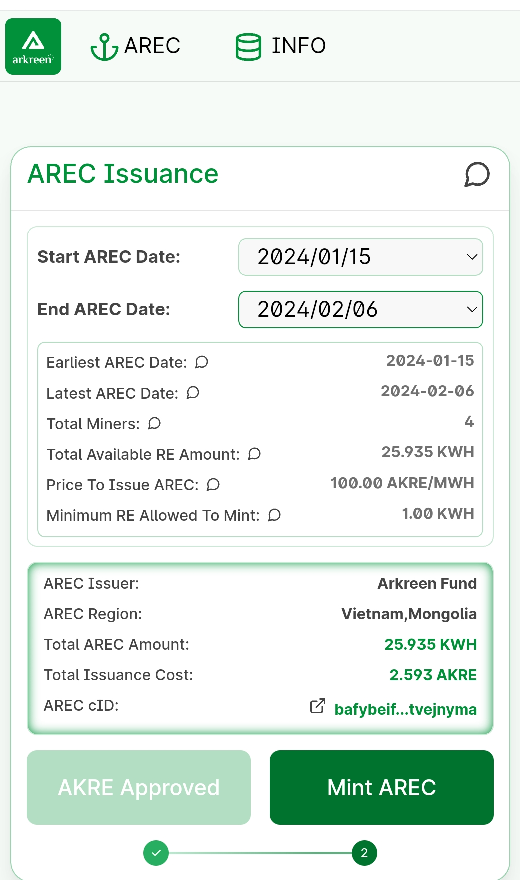 arkreen AREC INFO
AREC Issuance
Start AREC Date: 2024/01/15
End AREC Date: 2024/02/06
Earliest AREC Date: 2024-01-15
Latest AREC Date: 2024-02-06
Total Miners: 4
Total Available RE Amount: 25.935 KWH
Price To Issue AREC: 100.00 AKRE/MWH
Minimum RE Allowed To Mint: 1.00 KWH
AREC Issuer: Arkreen Fund
AREC Region: Vietnam,Mongolia
Total AREC Amount: 25.935 KWH
Total Issuance Cost: 2.593 AKRE
AREC cID: bafybeif...tvejnyma
AKRE Approved Mint AREC
2